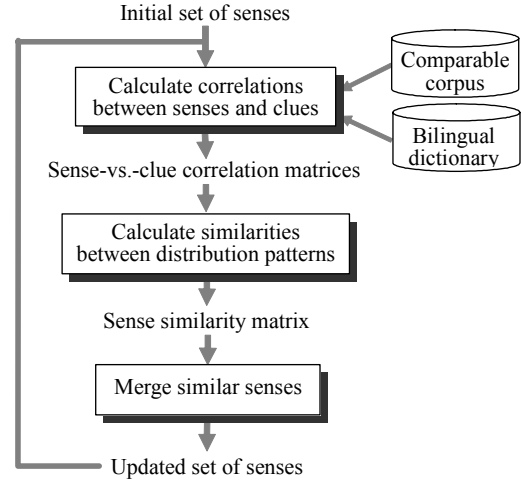 Initial set of senses
Comparable
corpus
Calculate correlations
between senses and clues
Bilingual
dictionary
Sense-vs.-clue correlation matrices
Calculate similarities
between distribution patterns
Sense similarity matrix
Merge similar senses
Updated set of senses